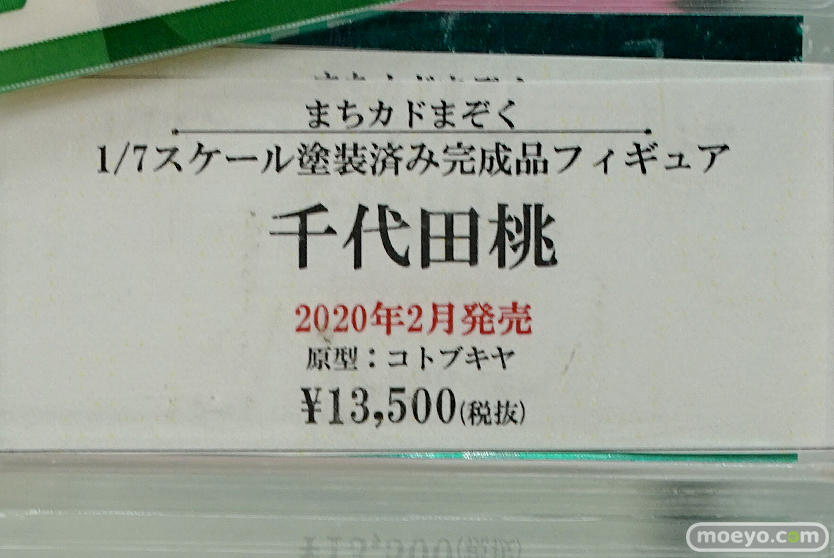 まちカドまぞく
1/7スケール塗装済み完成品フィギュア
千代田桃
2020年2月発売
原型：コトブキヤ
¥13,500(税抜)
moeyo.com